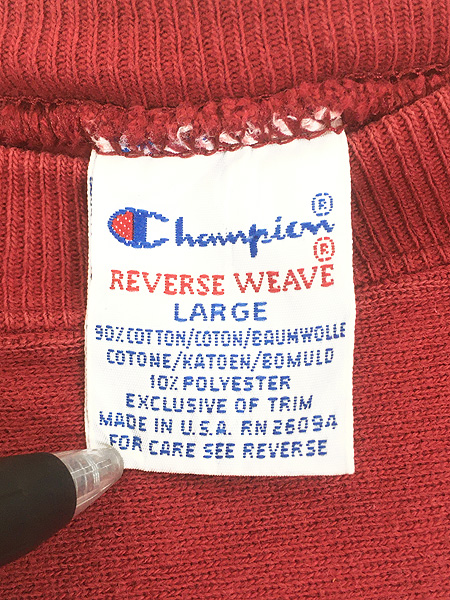 Champion ®
REVERSE WEAVE ®
LARGE
90% COTTON/COTON/BAUMWOLLE
COTONE/KATOEN/BOMULD
10% POLYESTER
EXCLUSIVE OF TRIM
MADE IN U.S.A. RN 26094
FOR CARE SEE REVERSE